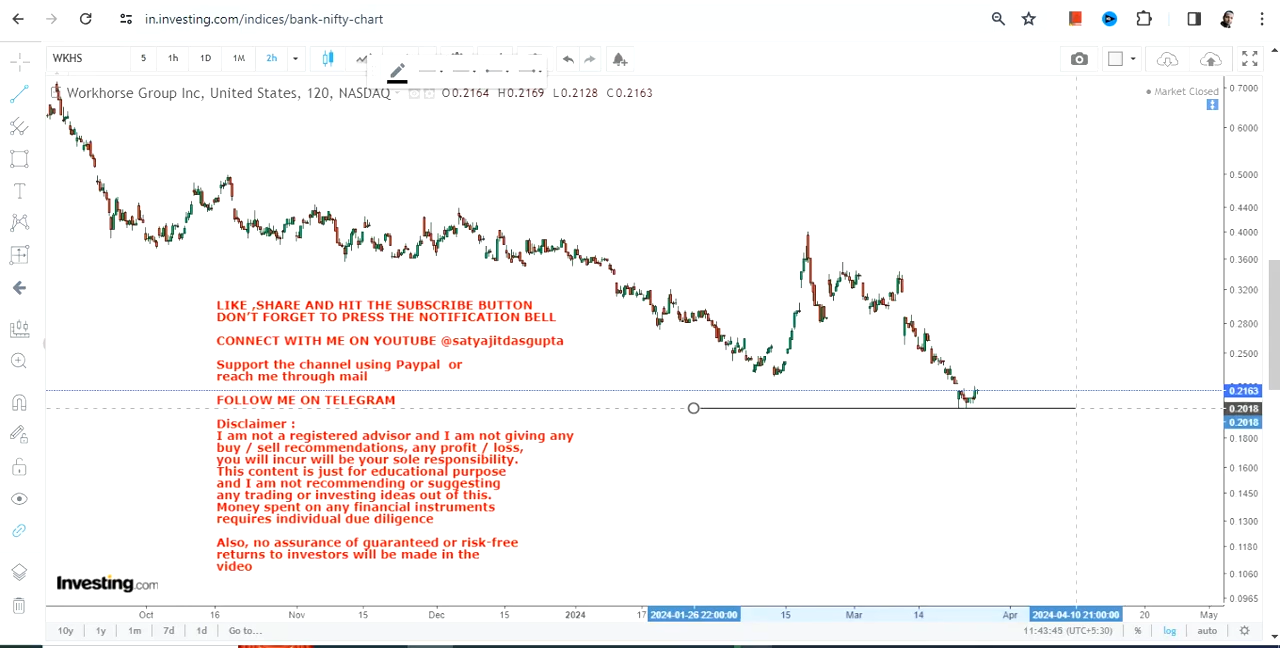 in.investing.com/indices/bank-nifty-chart
WKHS 5 1h 1D 1M 2h
Workhorse Group Inc, United States, 120, NASDAQ O0.2164 H0.2169 L0.2128 C0.2163
Market Closed
0.7000
0.6000
0.5000
0.4400
0.4000
0.3600
0.3200
0.2800
0.2500
0.2163
0.2018
0.2018
0.1800
0.1600
0.1450
0.1300
0.1180
0.1060
0.0965
LIKE ,SHARE AND HIT THE SUBSCRIBE BUTTON
DON'T FORGET TO PRESS THE NOTIFICATION BELL
CONNECT WITH ME ON YOUTUBE @satyajitdasgupta
Support the channel using Paypal or
reach me through mail
FOLLOW ME ON TELEGRAM
Disclaimer :
I am not a registered advisor and I am not giving any
buy / sell recommendations, any profit / loss,
you will incur will be your sole responsibility.
This content is just for educational purpose
and I am not recommending or suggesting
any trading or investing ideas out of this.
Money spent on any financial instruments
requires individual due diligence
Also, no assurance of guaranteed or risk-free
returns to investors will be made in the
video
Investing.com
Oct 16 Nov 15 Dec 15 2024 17 2024-01-26 22:00:00 15 Mar 14 Apr 2024-04-10 21:00:00 20 May
10y 1y 1m 7d 1d Go to... 11:43:45 (UTC+5:30) % log auto